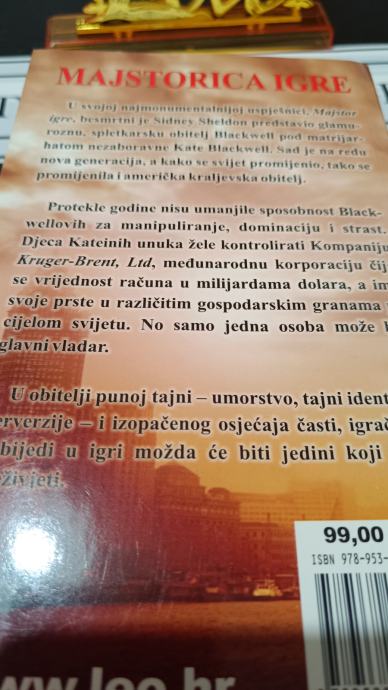 MAJSTORICA IGRE
U svojoj najmonumentalnijoj uspješnici, Majstor
igre, besmrtni je Sidney Sheldon predstavio glamu-
roznu, spletkarsku obitelj Blackwell pod matrijar-
hatom nezaboravne Kate Blackwell. Sad je na redu
nova generacija, a kako se svijet promijenio, tako se
promijenila i američka kraljevska obitelj.
Protekle godine nisu umanjile sposobnost Black-
wellovih za manipuliranje, dominaciju i strast.
Djeca Kateinih unuka žele kontrolirati Kompaniju
Kruger-Brent, Ltd, međunarodnu korporaciju čij
se vrijednost računa u milijardama dolara, a im
svoje prste u različitim gospodarskim granama
cijelom svijetu. No samo jedna osoba može b
glavni vladar.
U obitelji punoj tajni – umorstvo, tajni ident
erverzije – i izopačenog osjećaja časti, igrač
bijedi u igri možda će biti jedini koji
živjeti.
99,00
ISBN 978-953-
www.loo.hr